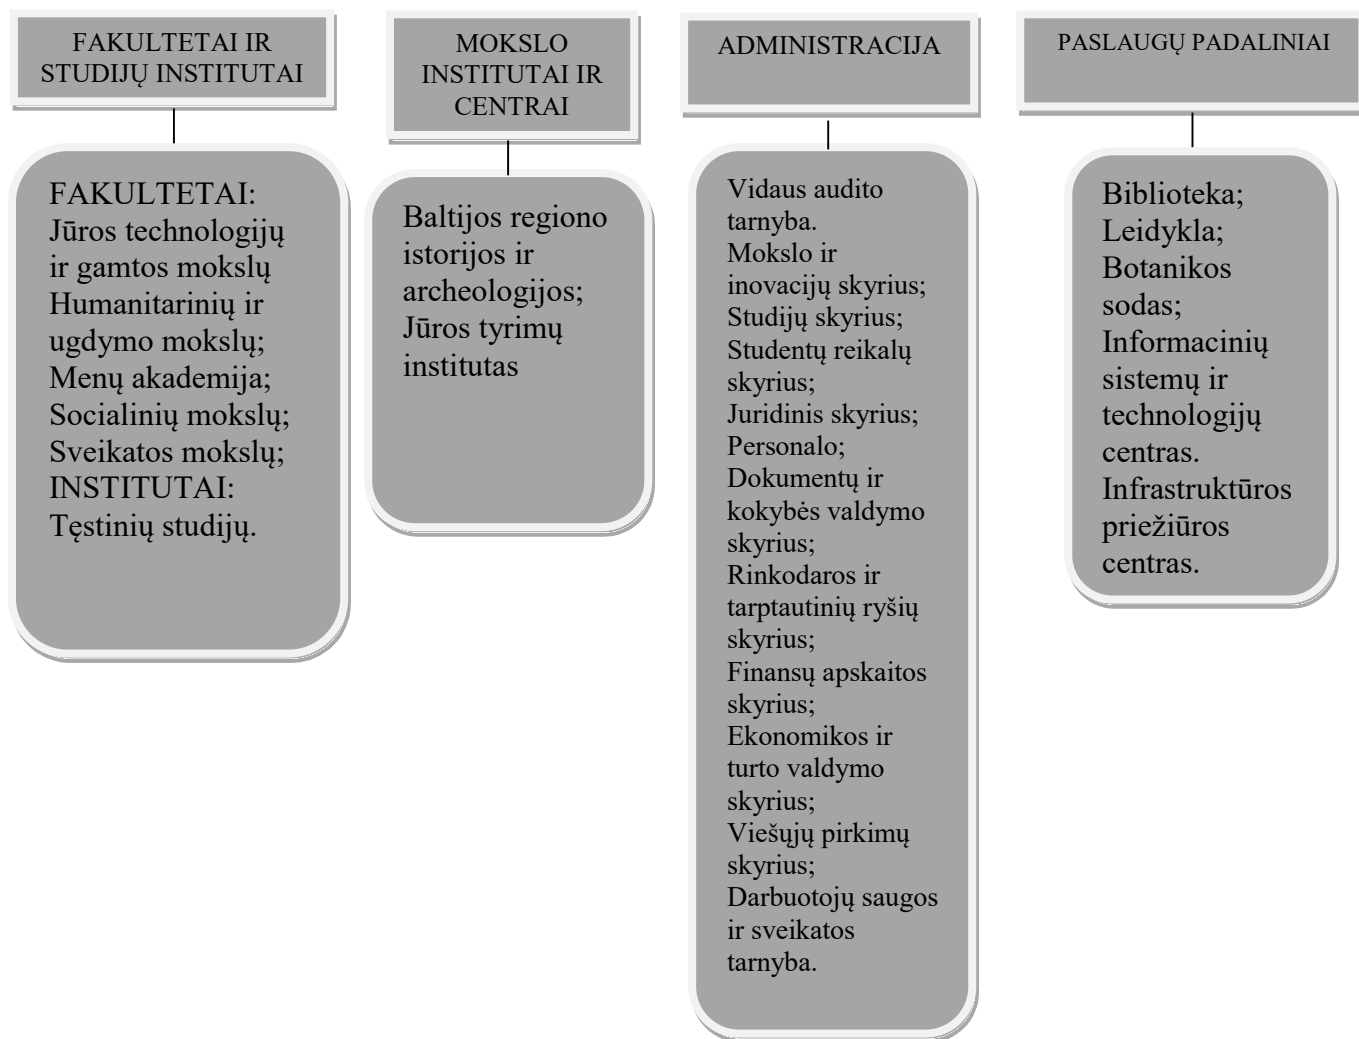 FAKULTETAI IR
STUDIJŲ INSTITUTAI
FAKULTETAI:
Jūros technologijų
ir gamtos mokslų
Humanitarinių ir
ugdymo mokslų;
Menų akademija;
Socialinių mokslų;
Sveikatos mokslų;
INSTITUTAI:
Tęstinių studijų.
MOKSLO
INSTITUTAI IR
CENTRAI
Baltijos regiono
istorijos ir
archeologijos;
Jūros tyrimų
institutas
ADMINISTRACIJA
Vidaus audito
tarnyba.
Mokslo ir
inovacijų skyrius;
Studijų skyrius;
Studentų reikalų
skyrius;
Juridinis skyrius;
Personalo;
Dokumentų ir
kokybės valdymo
skyrius;
Rinkodaros ir
tarptautinių ryšių
skyrius;
Finansų apskaitos
skyrius;
Ekonomikos ir
turto valdymo
skyrius;
Viešųjų pirkimų
skyrius;
Darbuotojų saugos
ir sveikatos
tarnyba.
PASLAUGŲ PADALINIAI
Biblioteka;
Leidykla;
Botanikos
sodas;
Informacinių
sistemų ir
technologijų
centras.
Infrastruktūros
priežiūros
centras.